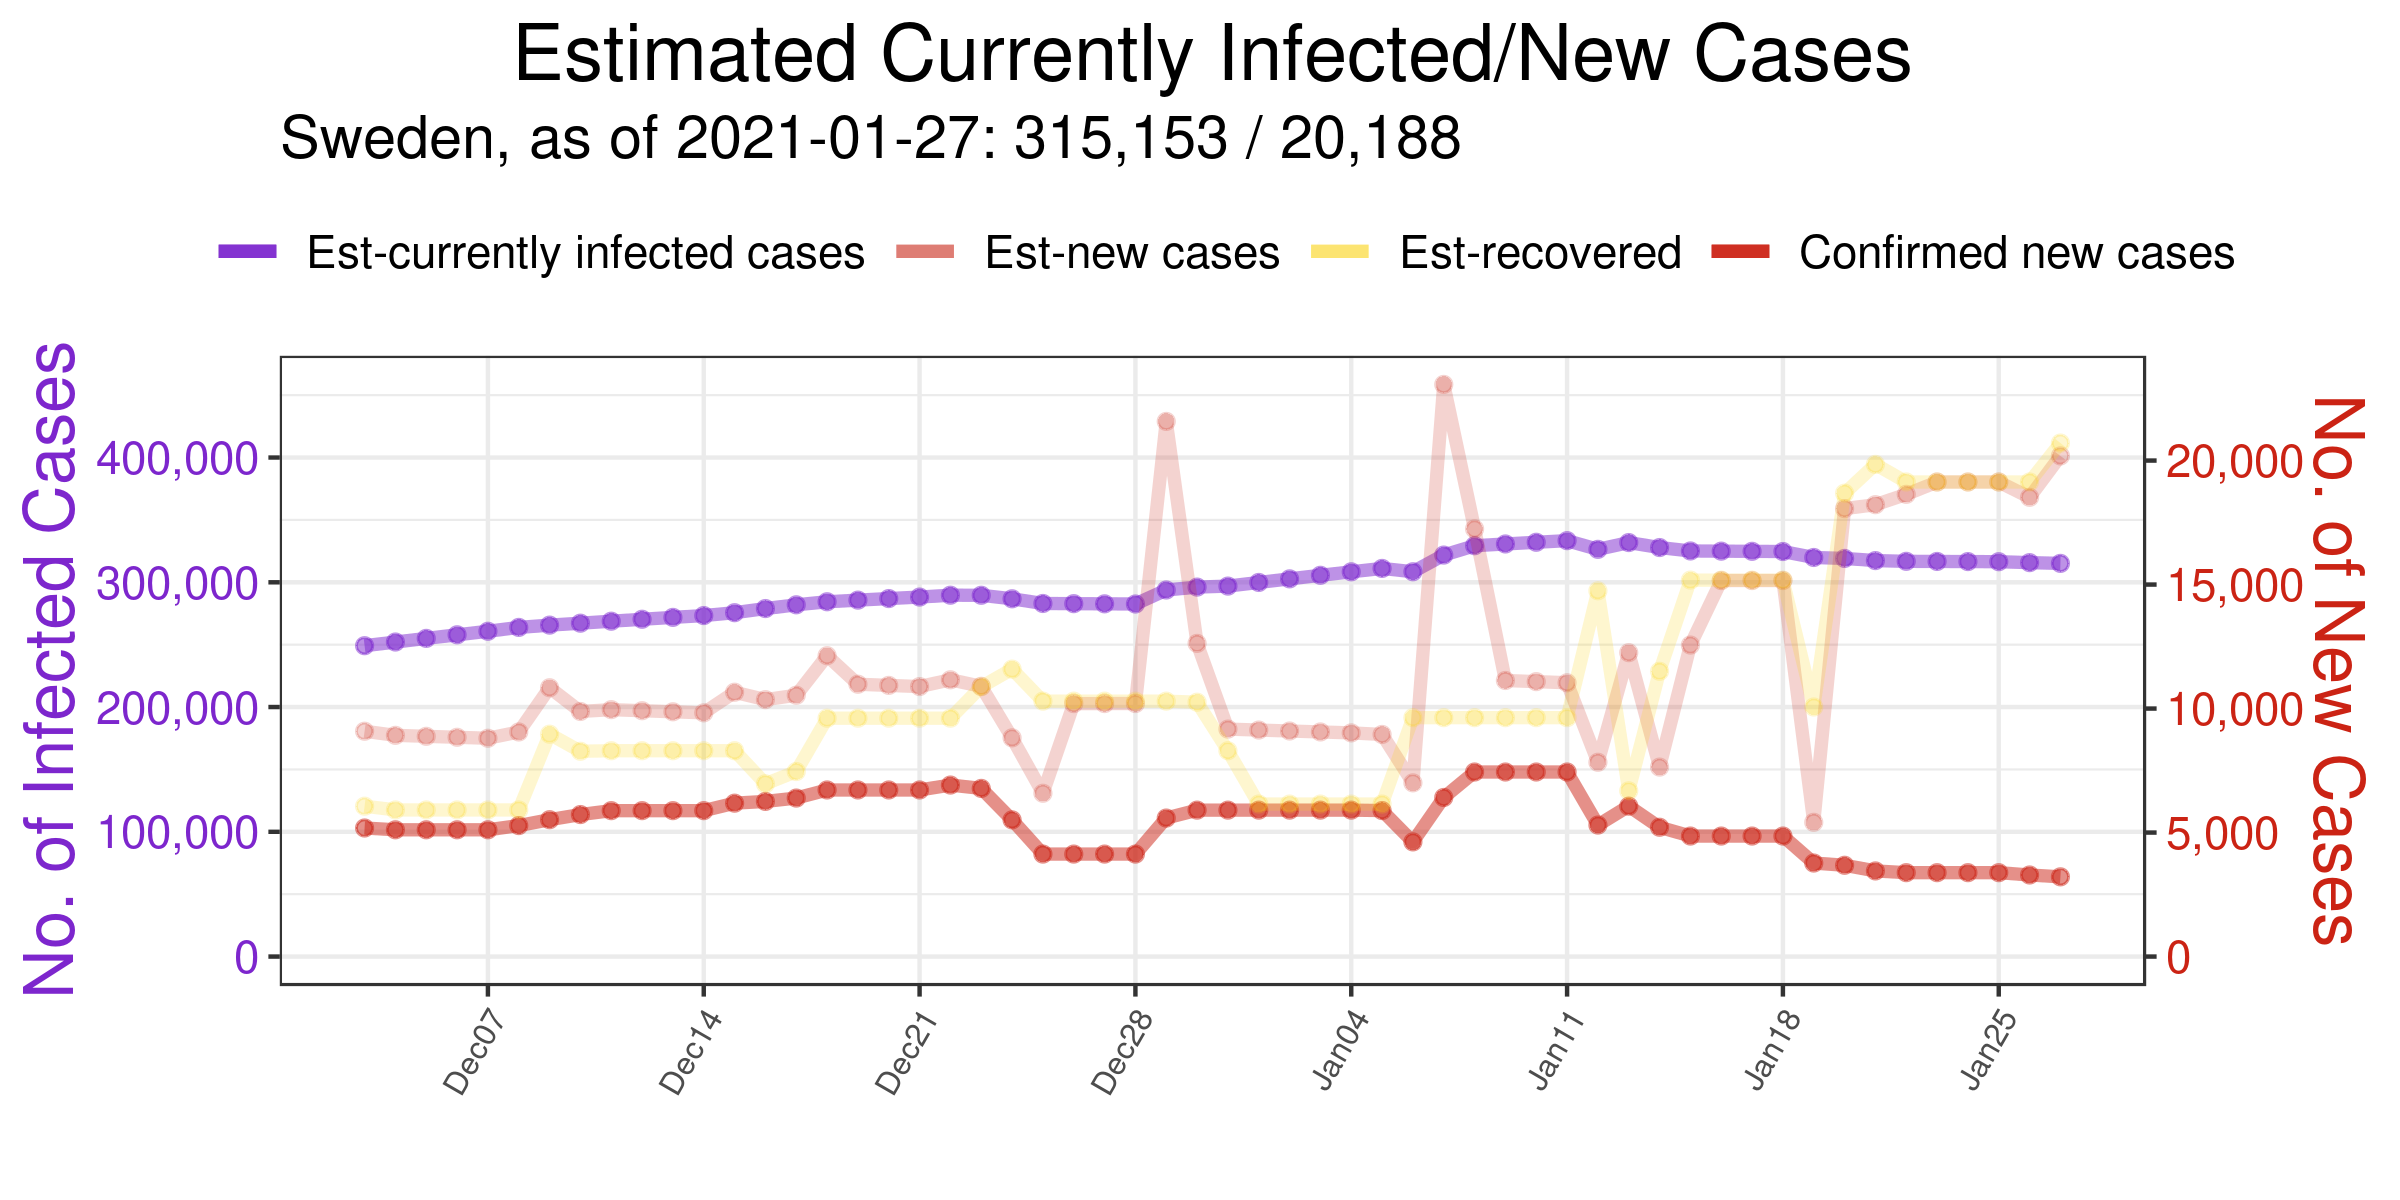 Estimated Currently Infected/New Cases
Sweden, as of 2021-01-27: 315,153 / 20,188
Est-currently infected cases Est-new cases Est-recovered Confirmed new cases
No. of Infected Cases
400,000
300,000
200,000
100,000
0
20,000
15,000
10,000
5,000
0
No. of New Cases
Dec07 Dec14 Dec21 Dec28 Jan04 Jan11 Jan18 Jan25